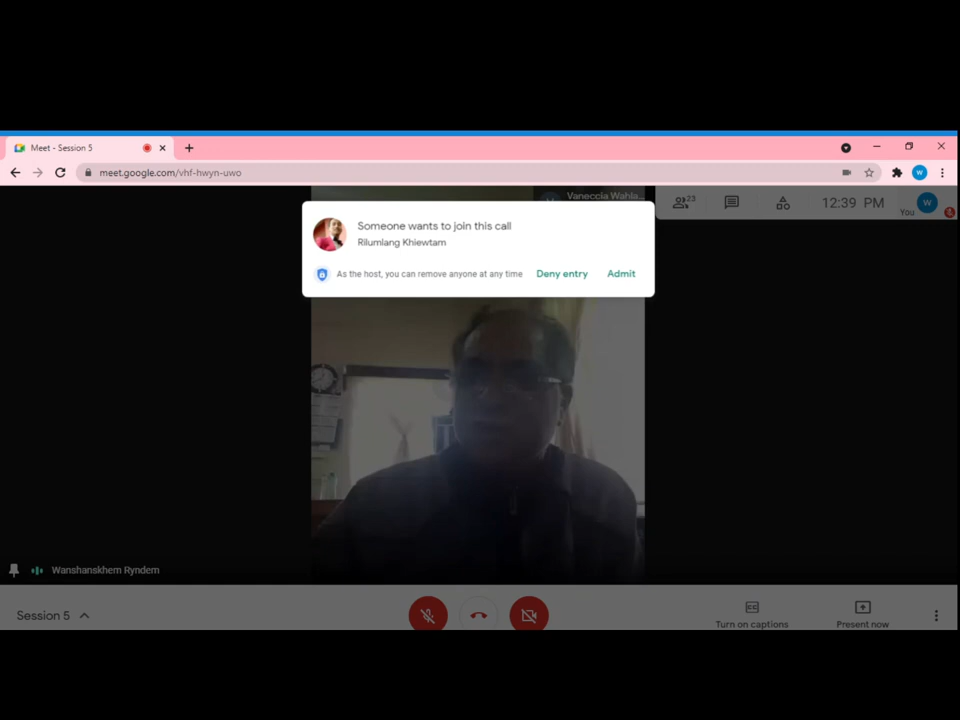 Meet - Session 5
meet.google.com/vhf-hwyn-uwo
W
Vaneccia Wahla...
23
12:39 PM
You
W
Someone wants to join this call
Rilumlang Khiewtam
As the host, you can remove anyone at any time
Deny entry
Admit
Wanshanskhem Ryndem
Session 5
Turn on captions
Present now